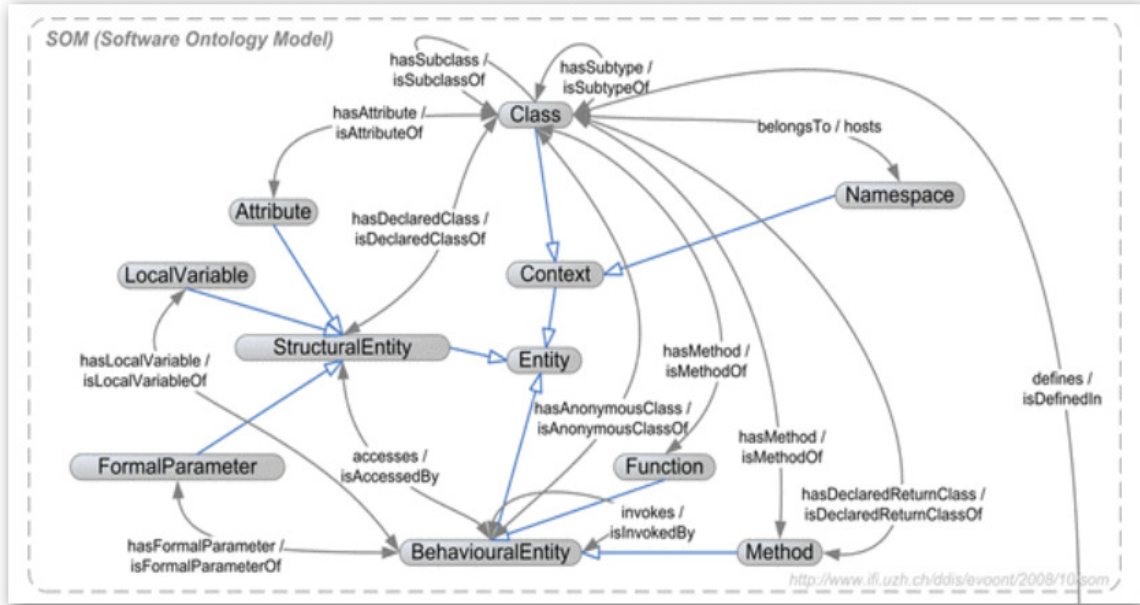 SOM (Software Ontology Model)
hasSubclass /
isSubclassOf
hasSubtype /
isSubtypeOf
hasAttribute /
isAttributeOf
Class
belongsTo / hosts
Attribute
Namespace
hasDeclaredClass /
isDeclaredClassOf
LocalVariable
Context
StructuralEntity
Entity
hasLocalVariable /
isLocalVariableOf
hasMethod /
isMethodOf
defines /
isDefinedIn
hasAnonymousClass /
isAnonymousClassOf
hasMethod /
isMethodOf
FormalParameter
accesses /
isAccessedBy
Function
hasDeclaredReturnClass /
isDeclaredReturnClassOf
invokes /
isInvokedBy
hasFormalParameter /
isFormalParameterOf
BehaviouralEntity
Method
http://www.ifi.uzh.ch/ddis/evoont/2008/10/som